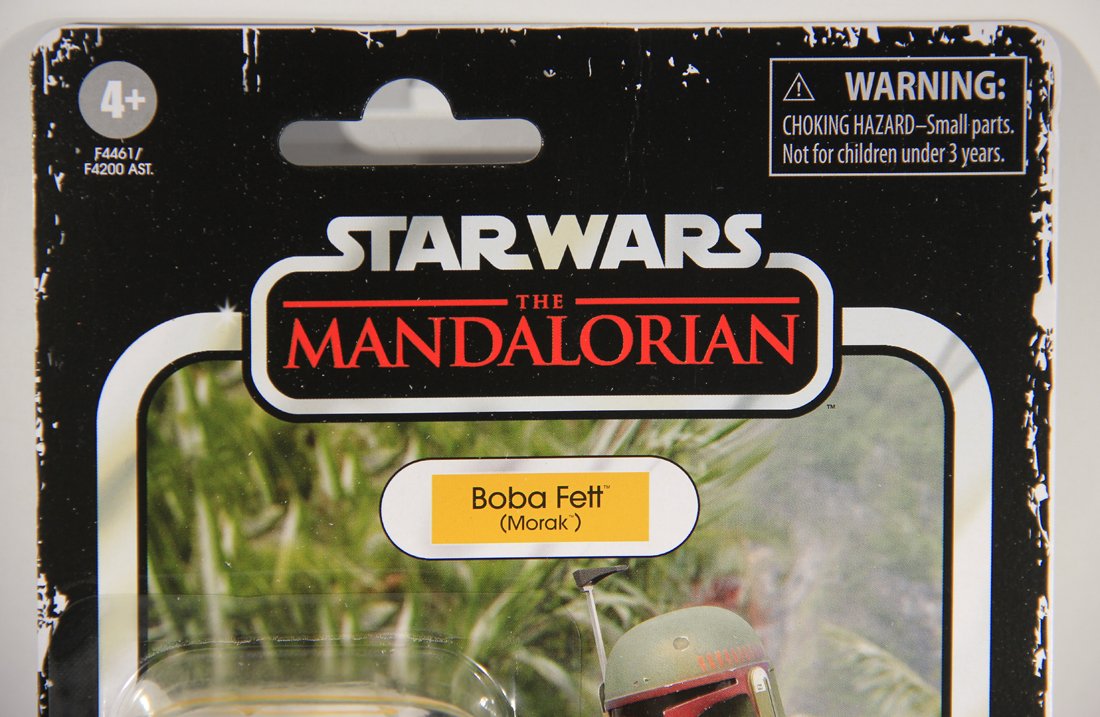 4+
F4461/
F4200 AST.
⚠ WARNING:
CHOKING HAZARD–Small parts.
Not for children under 3 years.
STAR WARS
THE
MANDALORIAN
™
Boba Fett™
(Morak™)